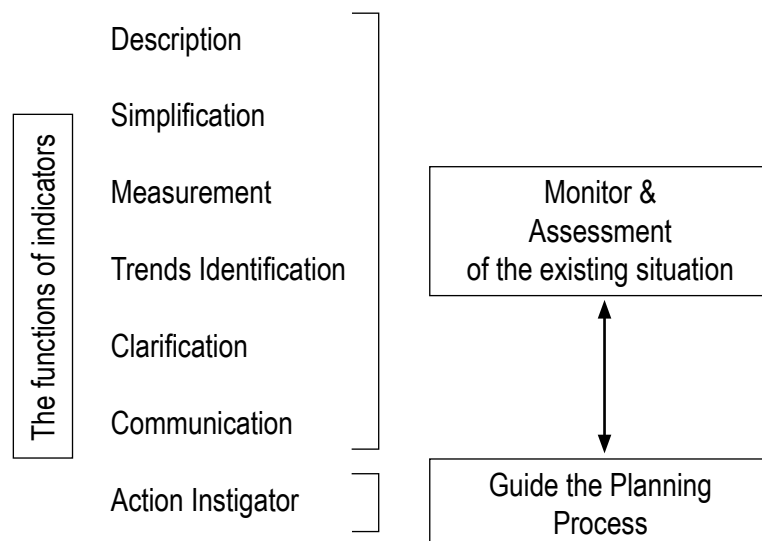 The functions of indicators
Description
Simplification
Measurement
Trends Identification
Clarification
Communication
Action Instigator
Monitor &
Assessment
of the existing situation
Guide the Planning
Process